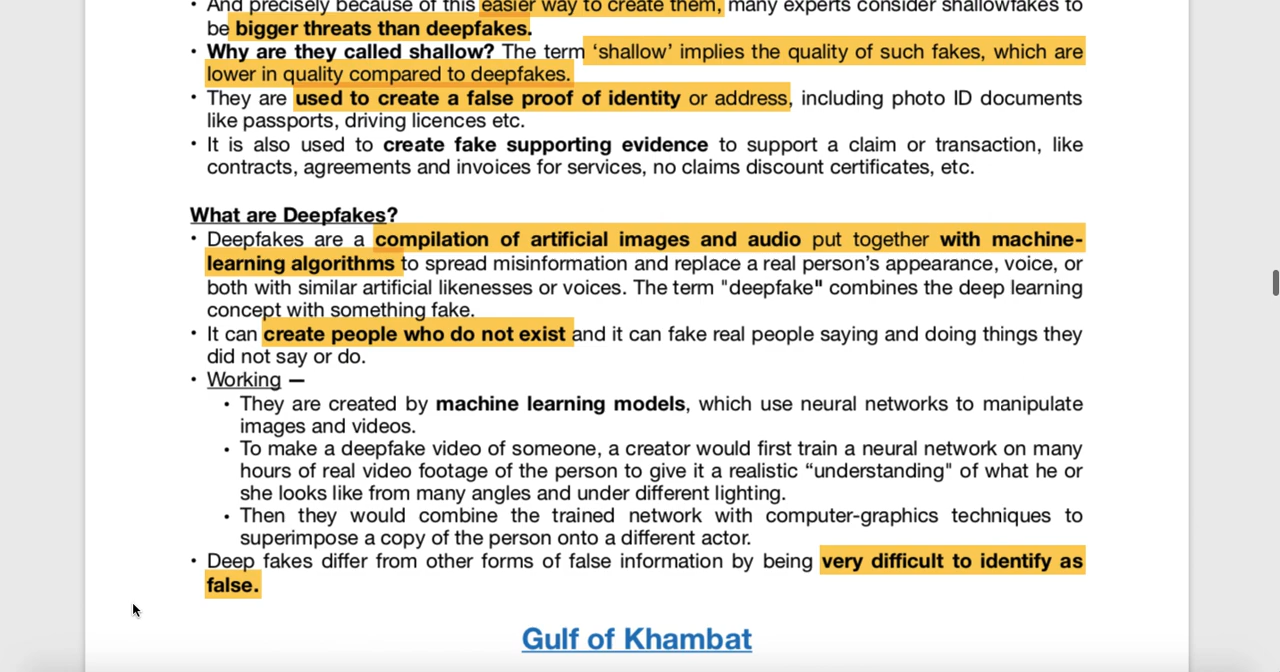 • And precisely because of this easier way to create them, many experts consider shallowfakes to
be bigger threats than deepfakes.
• Why are they called shallow? The term ‘shallow’ implies the quality of such fakes, which are
lower in quality compared to deepfakes.
• They are used to create a false proof of identity or address, including photo ID documents
like passports, driving licences etc.
• It is also used to create fake supporting evidence to support a claim or transaction, like
contracts, agreements and invoices for services, no claims discount certificates, etc.
What are Deepfakes?
• Deepfakes are a compilation of artificial images and audio put together with machine-
learning algorithms to spread misinformation and replace a real person’s appearance, voice, or
both with similar artificial likenesses or voices. The term "deepfake" combines the deep learning
concept with something fake.
• It can create people who do not exist and it can fake real people saying and doing things they
did not say or do.
• Working —
• They are created by machine learning models, which use neural networks to manipulate
images and videos.
• To make a deepfake video of someone, a creator would first train a neural network on many
hours of real video footage of the person to give it a realistic “understanding" of what he or
she looks like from many angles and under different lighting.
• Then they would combine the trained network with computer-graphics techniques to
superimpose a copy of the person onto a different actor.
• Deep fakes differ from other forms of false information by being very difficult to identify as
false.
Gulf of Khambat